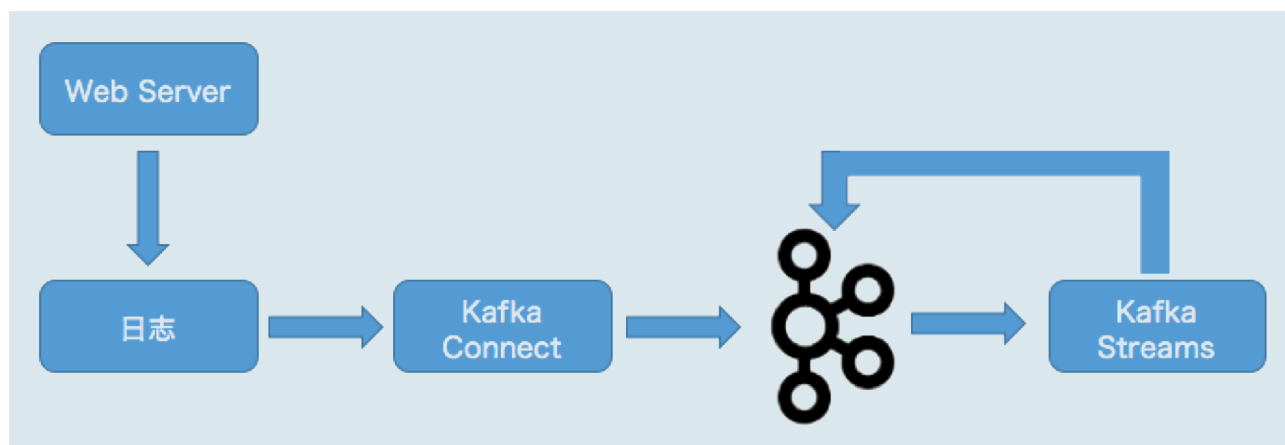 Web Server
日志
Kafka
Connect
Kafka
Streams